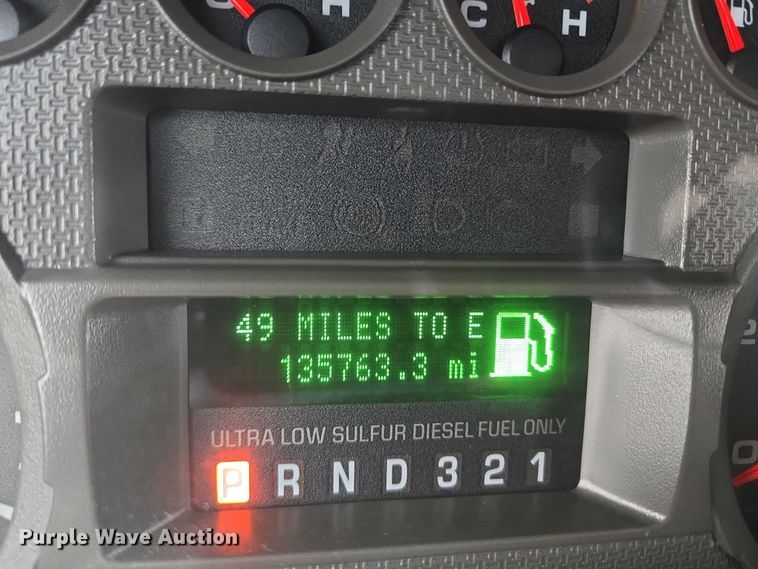 C H
C H
49 MILES TO E
135763.3 mi
ULTRA LOW SULFUR DIESEL FUEL ONLY
P R N D 3 2 1
Purple Wave Auction